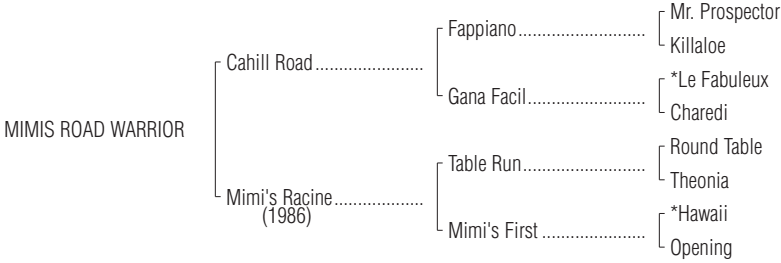 Mr. Prospector
Fappiano
Killaloe
Cahill Road
*Le Fabuleux
Gana Facil
Charedi
MIMIS ROAD WARRIOR
Round Table
Table Run
Theonia
Mimi's Racine
(1986)
*Hawaii
Mimi's First
Opening